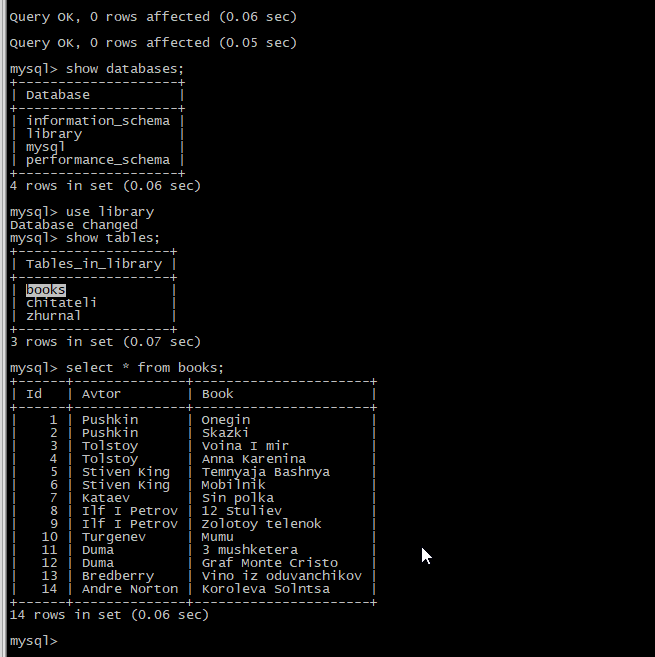 Query OK, 0 rows affected (0.06 sec)
Query OK, 0 rows affected (0.05 sec)
mysql> show databases;
+--------------------+
| Database           |
+--------------------+
| information_schema |
| library            |
| mysql              |
| performance_schema |
+--------------------+
4 rows in set (0.06 sec)
mysql> use library
Database changed
mysql> show tables;
+-------------------+
| Tables_in_library |
+-------------------+
| books             |
| chitateli         |
| zhurnal           |
+-------------------+
3 rows in set (0.07 sec)
mysql> select * from books;
+------+--------------+----------------------+
| Id   | Avtor        | Book                 |
+------+--------------+----------------------+
|    1 | Pushkin      | Onegin               |
|    2 | Pushkin      | Skazki               |
|    3 | Tolstoy      | Voina I mir          |
|    4 | Tolstoy      | Anna Karenina        |
|    5 | Stiven King  | Temnyaja Bashnya     |
|    6 | Stiven King  | Mobilnik             |
|    7 | Kataev       | Sin polka            |
|    8 | Ilf I Petrov | 12 Stuliev           |
|    9 | Ilf I Petrov | Zolotoy telenok      |
|   10 | Turgenev     | Mumu                 |
|   11 | Duma         | 3 mushketera         |
|   12 | Duma         | Graf Monte Cristo    |
|   13 | Bredberry    | Vino iz oduvanchikov |
|   14 | Andre Norton | Koroleva Solntsa     |
+------+--------------+----------------------+
14 rows in set (0.06 sec)
mysql>